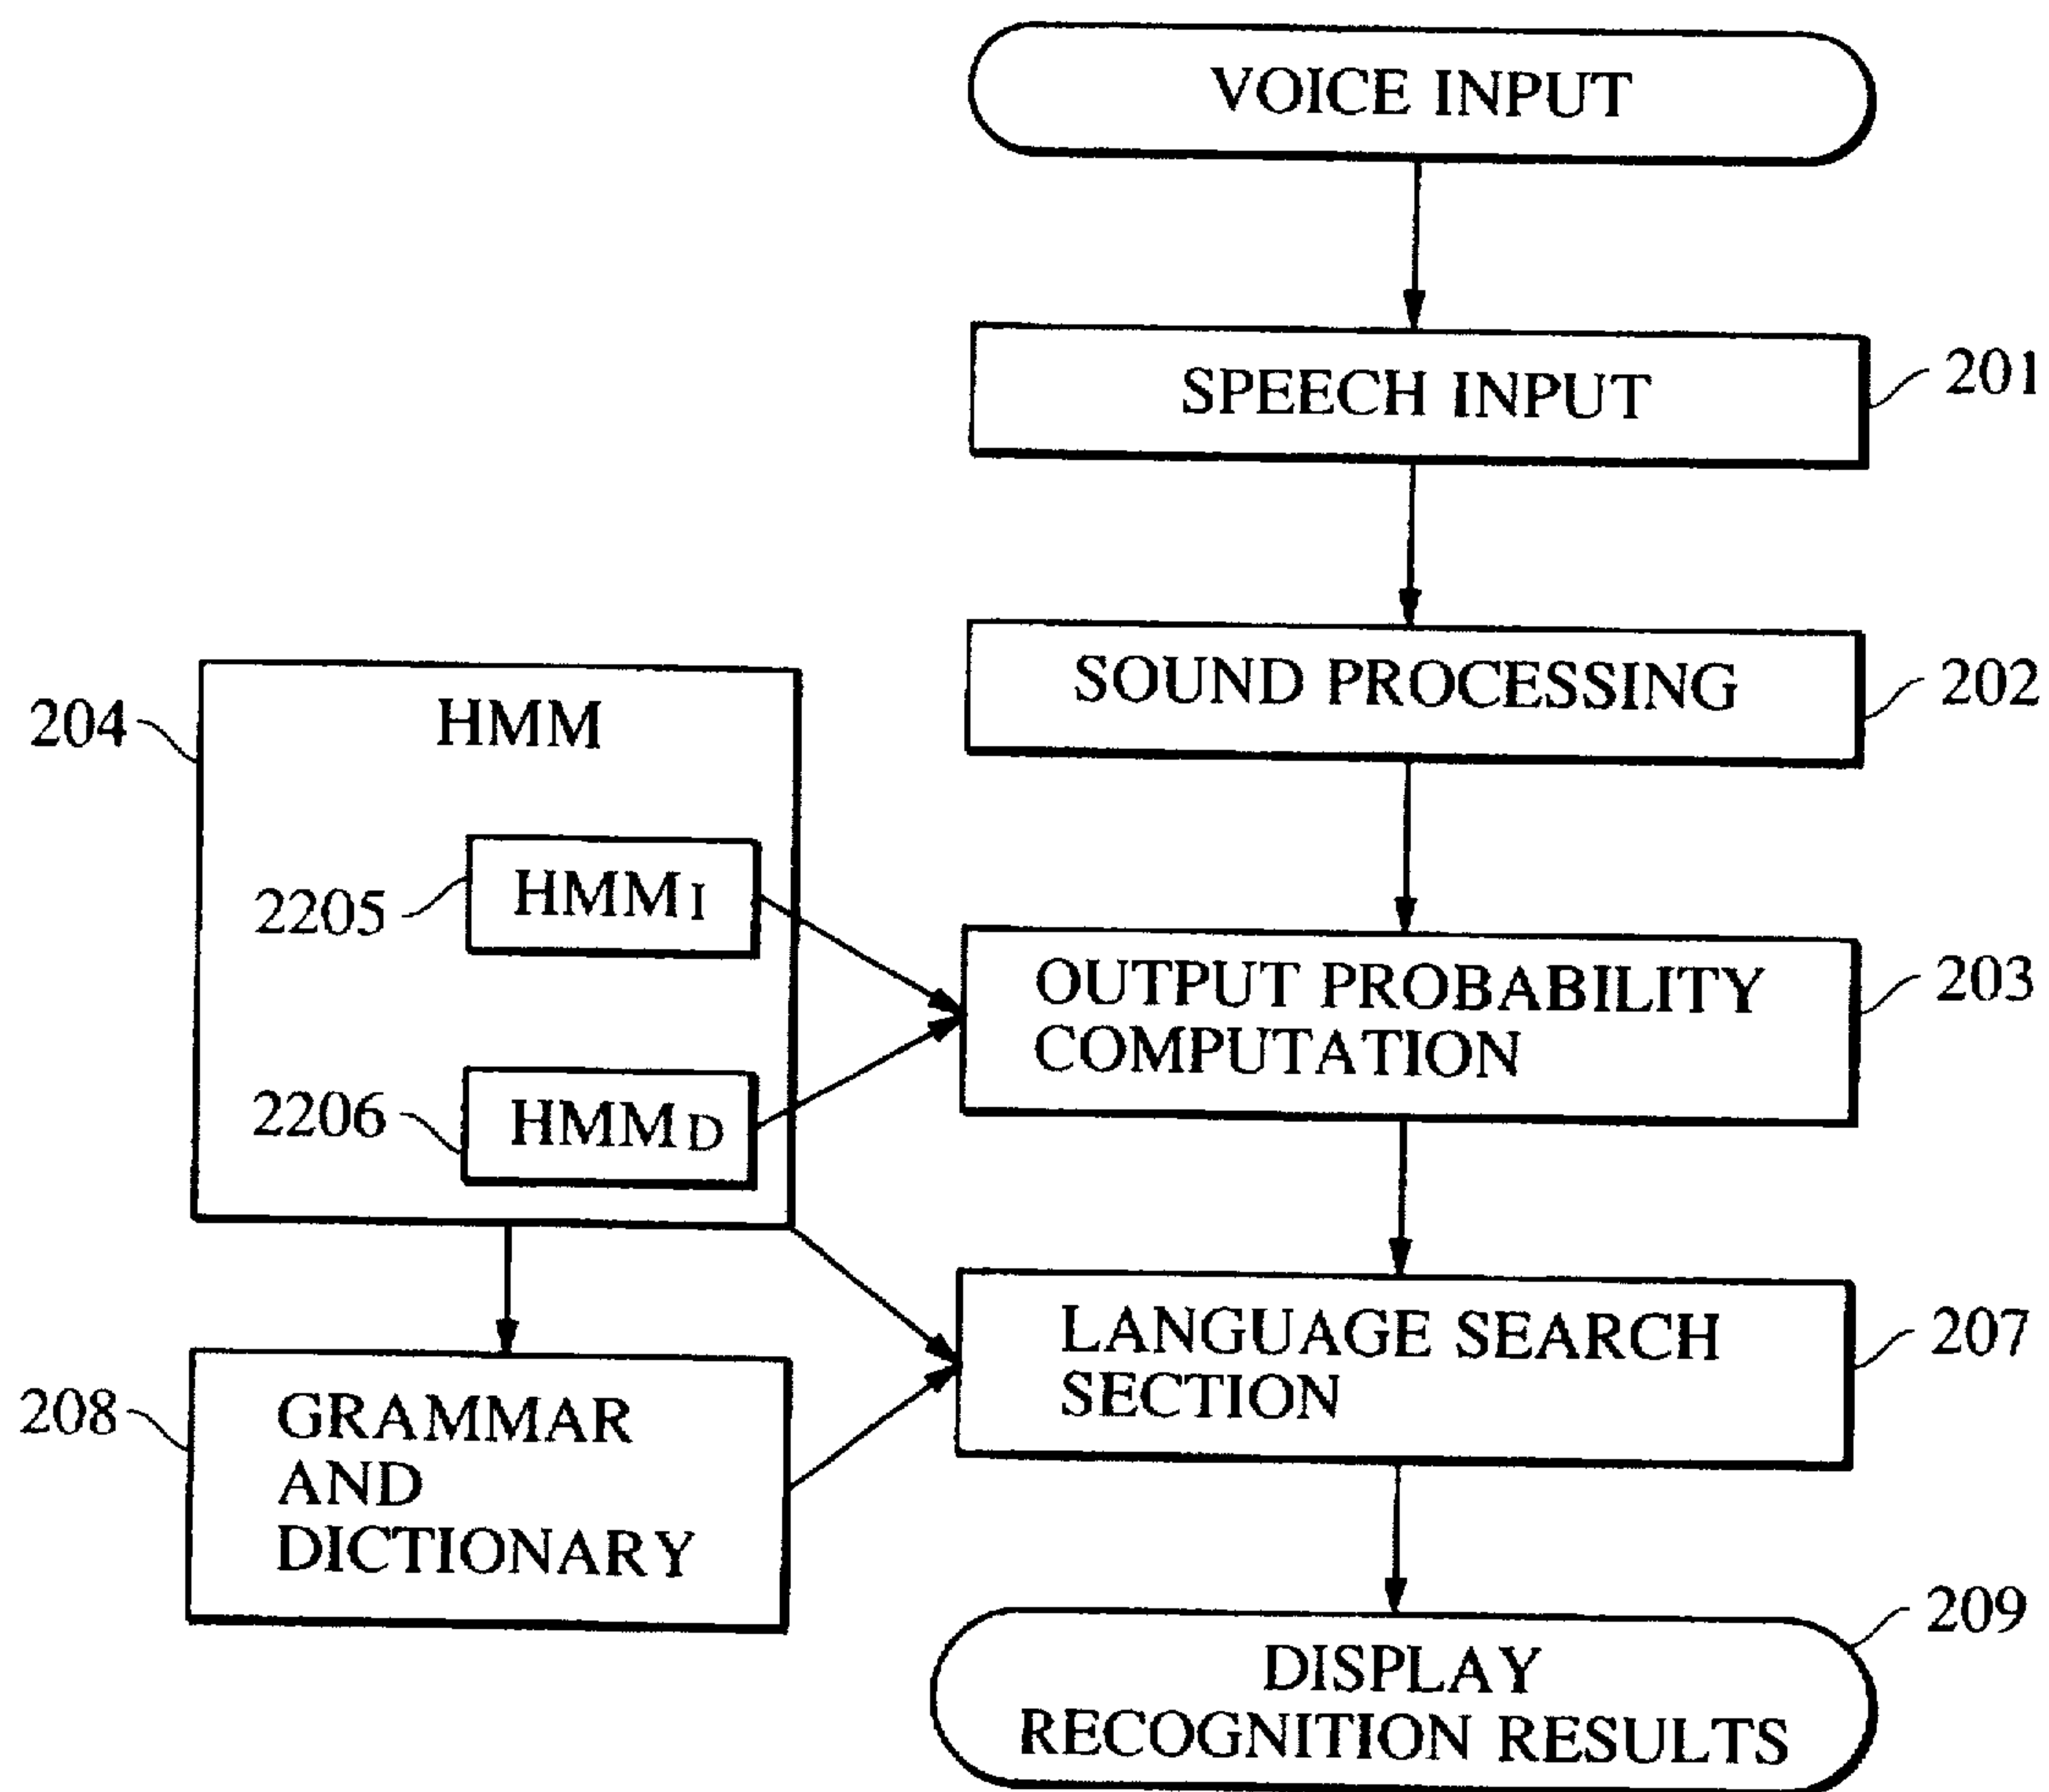 VOICE INPUT
SPEECH INPUT
201
SOUND PROCESSING
202
204
HMM
2205
HMMI
2206
HMMD
OUTPUT PROBABILITY
COMPUTATION
203
LANGUAGE SEARCH
SECTION
207
208
GRAMMAR
AND
DICTIONARY
209
DISPLAY
RECOGNITION RESULTS